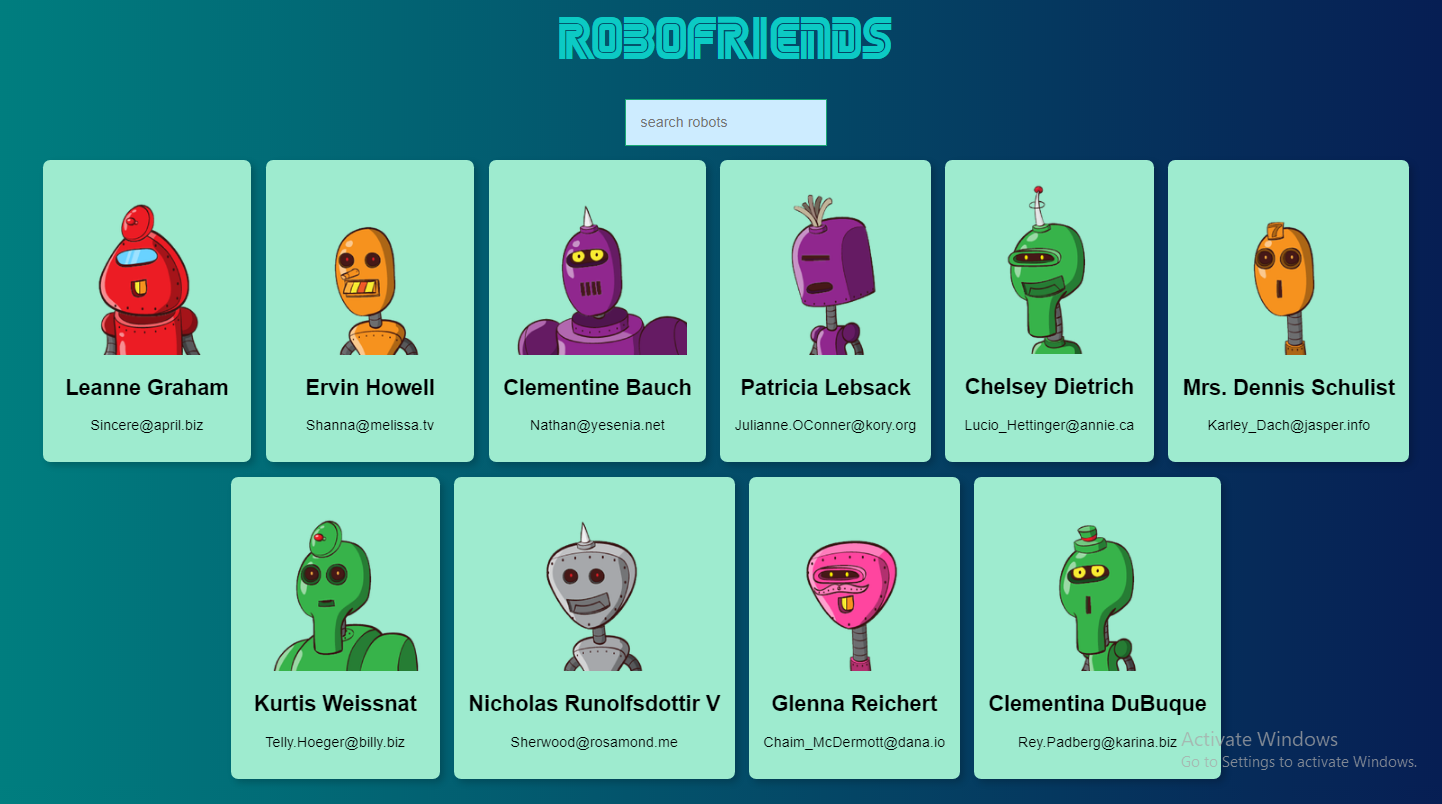 ROBOFRIENDS
search robots
Leanne Graham
Sincere@april.biz
Ervin Howell
Shanna@melissa.tv
Clementine Bauch
Nathan@yesenia.net
Patricia Lebsack
Julianne.OConner@kory.org
Chelsey Dietrich
Lucio_Hettinger@annie.ca
Mrs. Dennis Schulist
Karley_Dach@jasper.info
Kurtis Weissnat
Telly.Hoeger@billy.biz
Nicholas Runolfsdottir V
Sherwood@rosamond.me
Glenna Reichert
Chaim_McDermott@dana.io
Clementina DuBuque
Rey.Padberg@karina.biz
Activate Windows
Go to Settings to activate Windows.